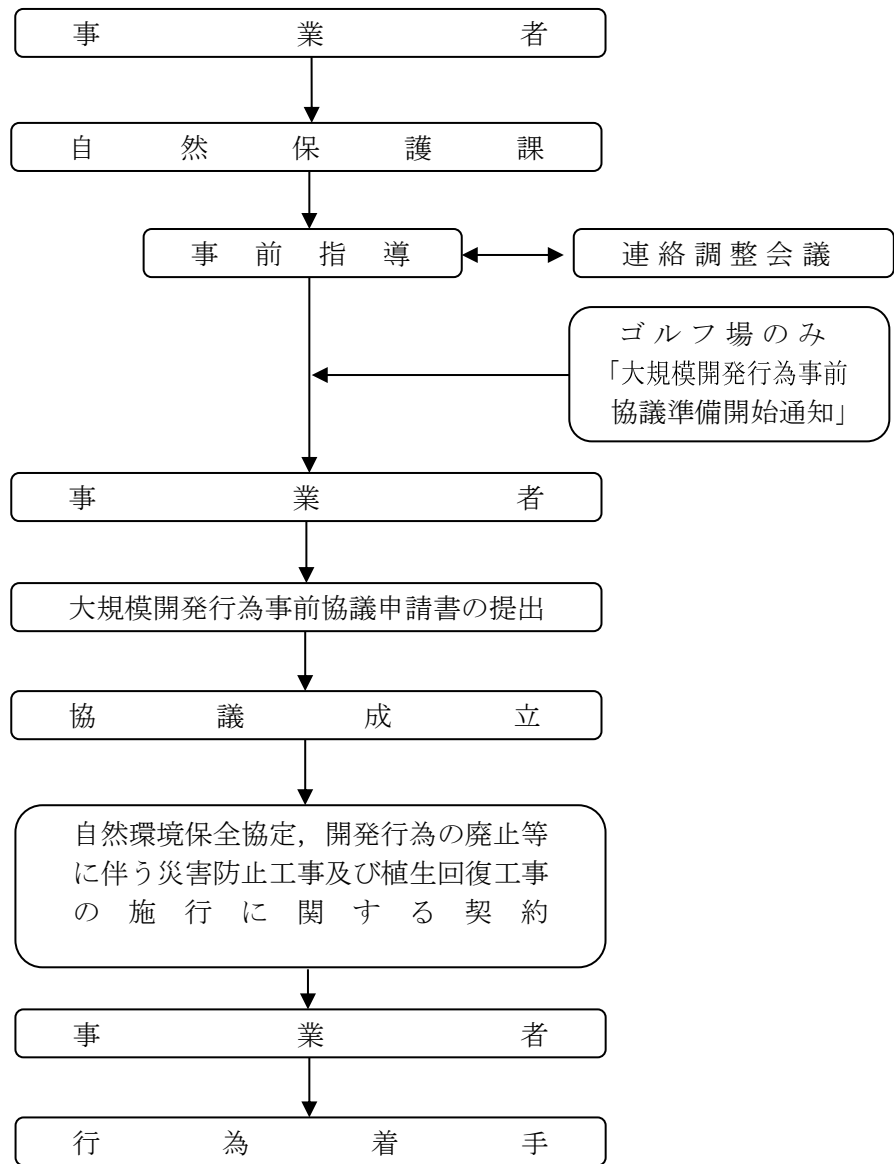 事業者
自然保護課
事前指導
連絡調整会議
ゴルフ場のみ
「大規模開発行為事前
協議準備開始通知」
事業者
大規模開発行為事前協議申請書の提出
協議成立
自然環境保全協定，開発行為の廃止等
に伴う災害防止工事及び植生回復工事
の施行に関する契約
事業者
行為着手